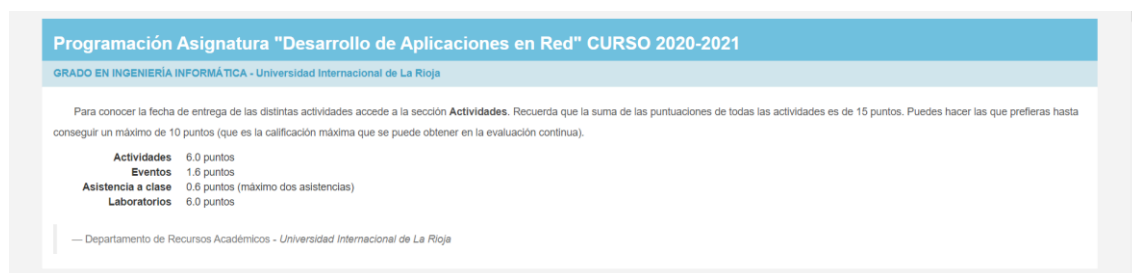 Programación Asignatura "Desarrollo de Aplicaciones en Red" CURSO 2020-2021
GRADO EN INGENIERÍA INFORMÁTICA - Universidad Internacional de La Rioja
Para conocer la fecha de entrega de las distintas actividades accede a la sección Actividades. Recuerda que la suma de las puntuaciones de todas las actividades es de 15 puntos. Puedes hacer las que prefieras hasta
conseguir un máximo de 10 puntos (que es la calificación máxima que se puede obtener en la evaluación continua).
Actividades 6.0 puntos
Eventos 1.6 puntos
Asistencia a clase 0.6 puntos (máximo dos asistencias)
Laboratorios 6.0 puntos
— Departamento de Recursos Académicos - Universidad Internacional de La Rioja